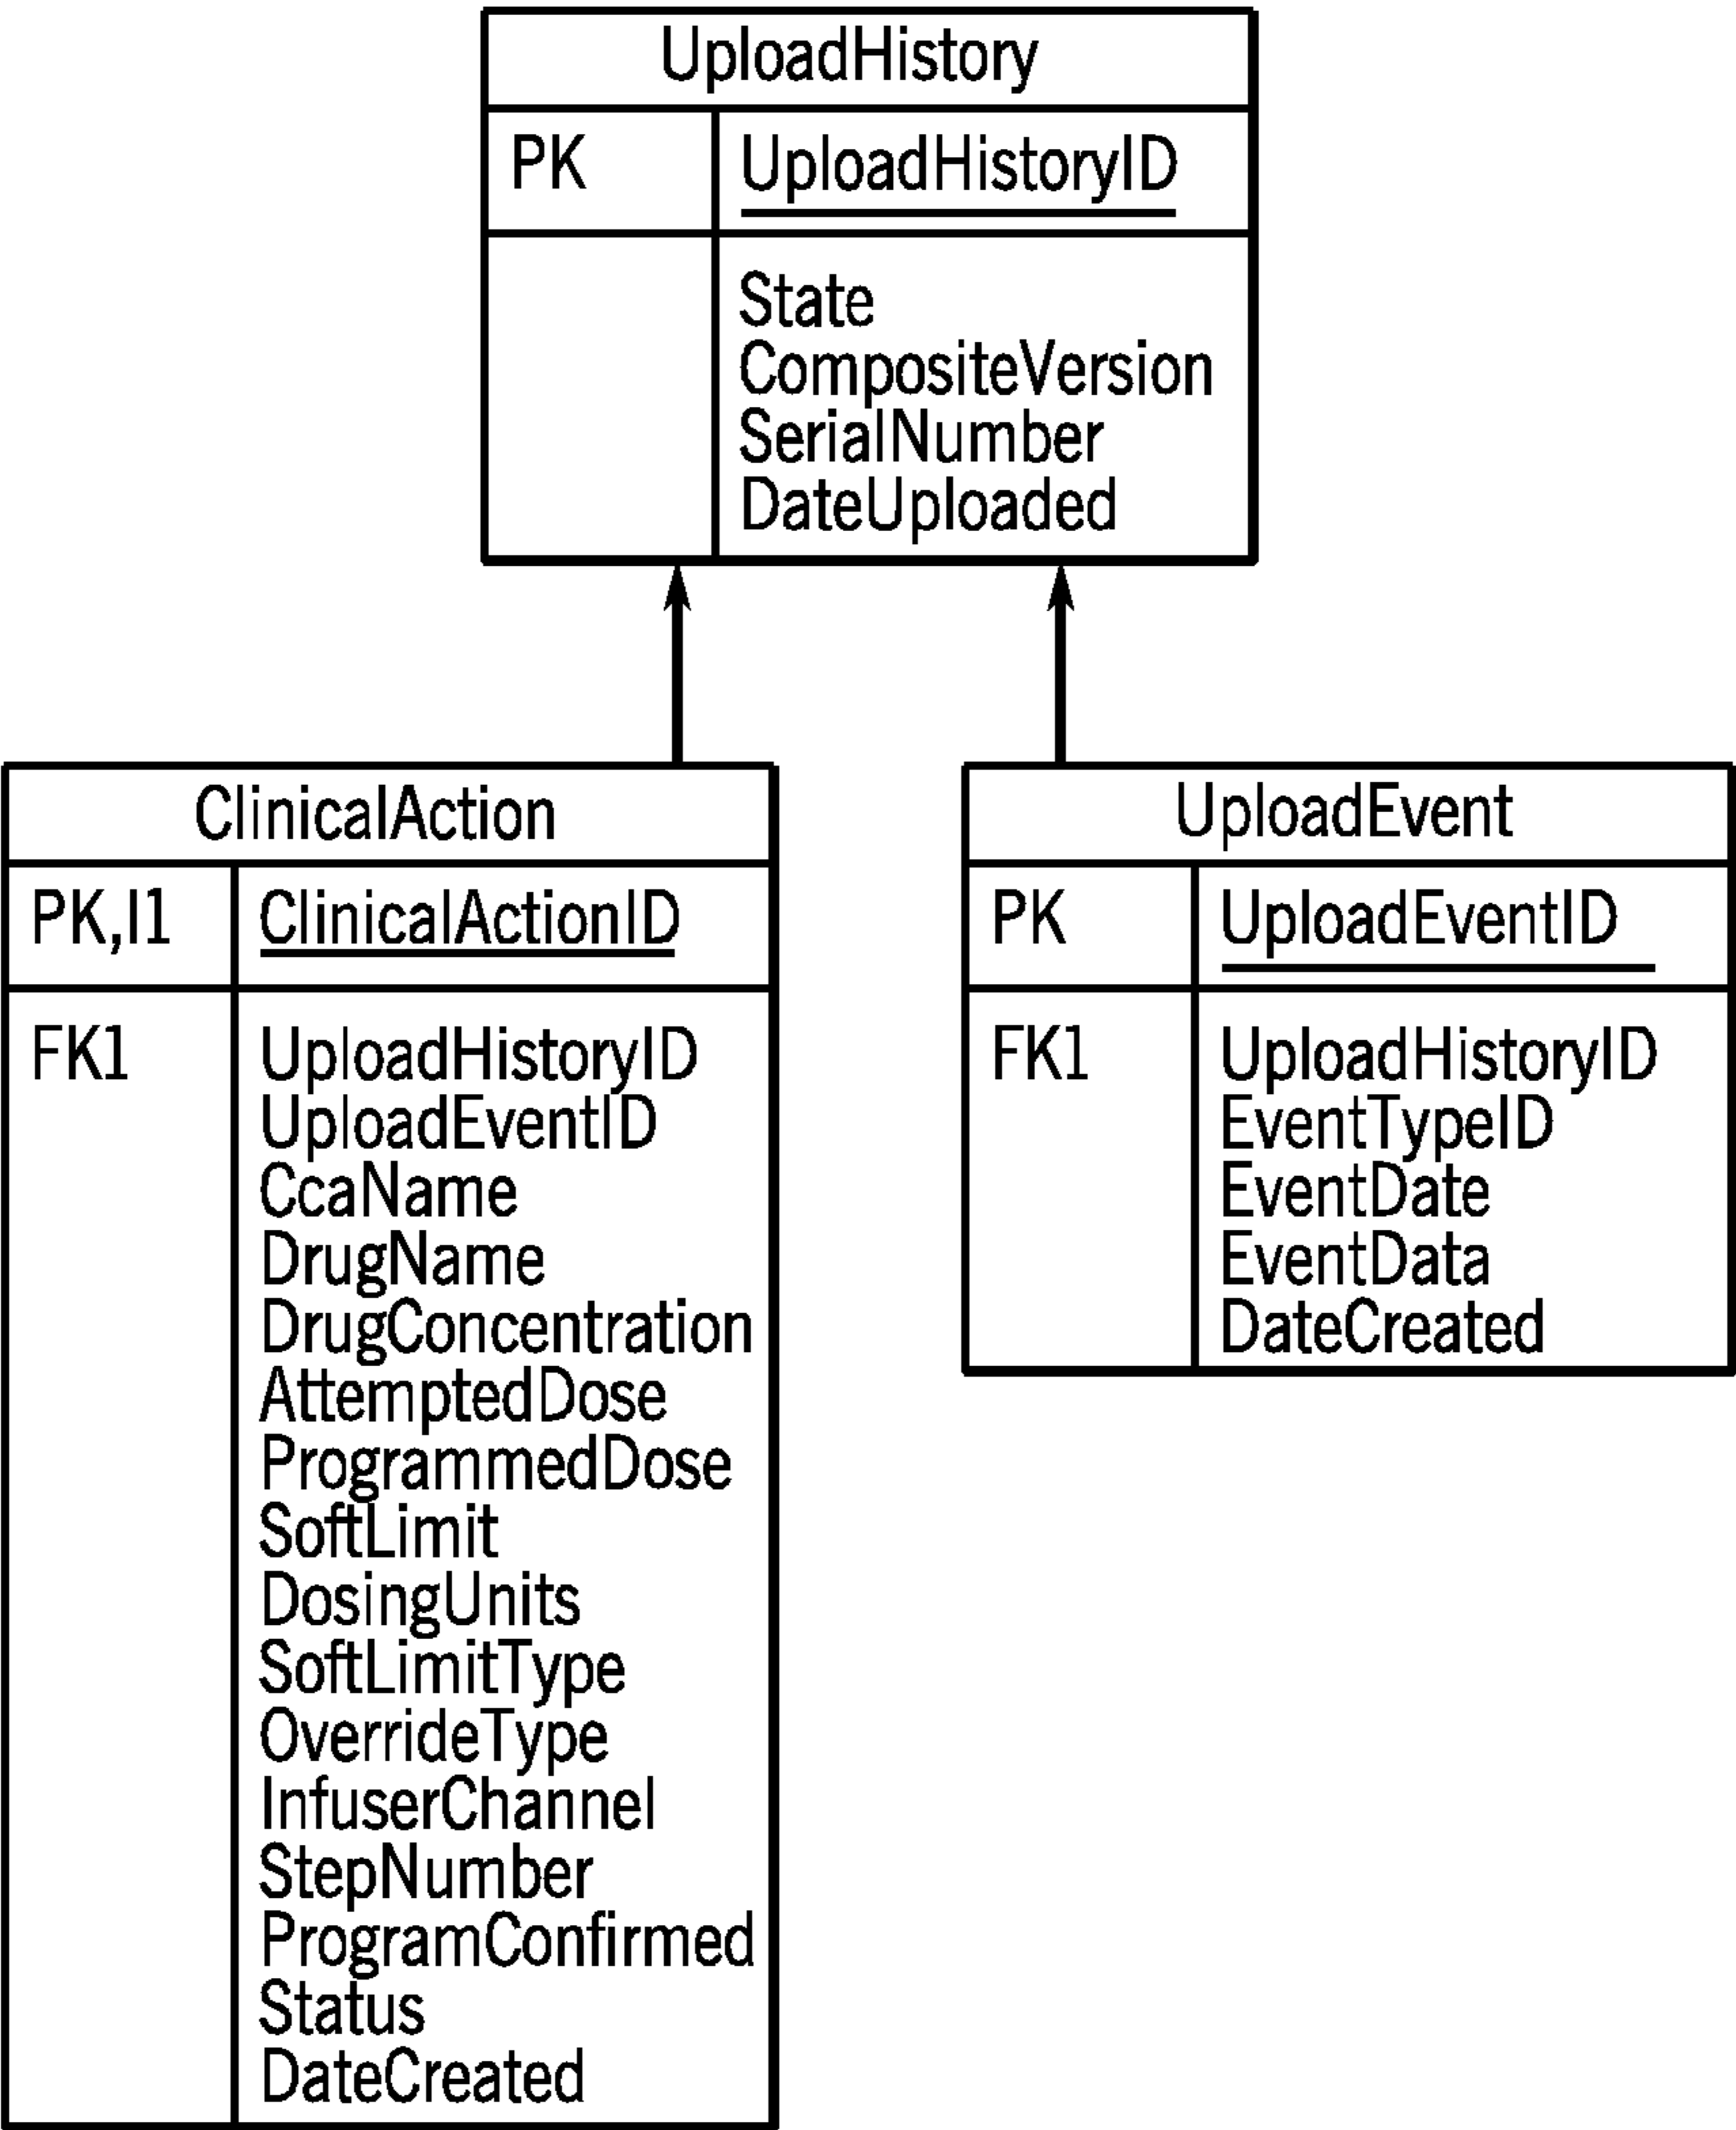 UploadHistory
PK UploadHistoryID
State
CompositeVersion
SerialNumber
DateUploaded
ClinicalAction
PK,I1 ClinicalActionID
FK1 UploadHistoryID
UploadEventID
CcaName
DrugName
DrugConcentration
AttemptedDose
ProgrammedDose
SoftLimit
DosingUnits
SoftLimitType
OverrideType
InfuserChannel
StepNumber
ProgramConfirmed
Status
DateCreated
UploadEvent
PK UploadEventID
FK1 UploadHistoryID
EventTypeID
EventDate
EventData
DateCreated